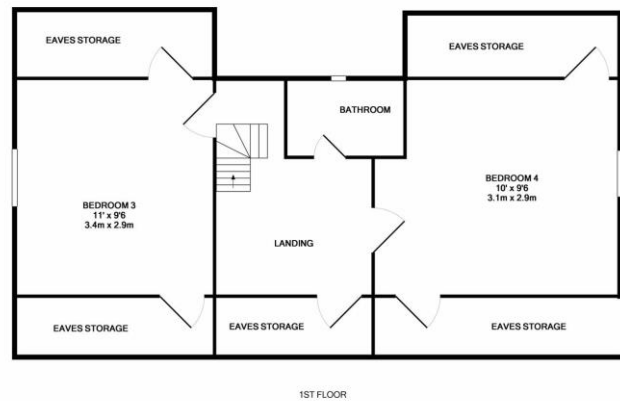 EAVES STORAGE
EAVES STORAGE
BATHROOM
BEDROOM 3
11' x 9'6
3.4m x 2.9m
BEDROOM 4
10' x 9'6
3.1m x 2.9m
LANDING
EAVES STORAGE
EAVES STORAGE
EAVES STORAGE
1ST FLOOR